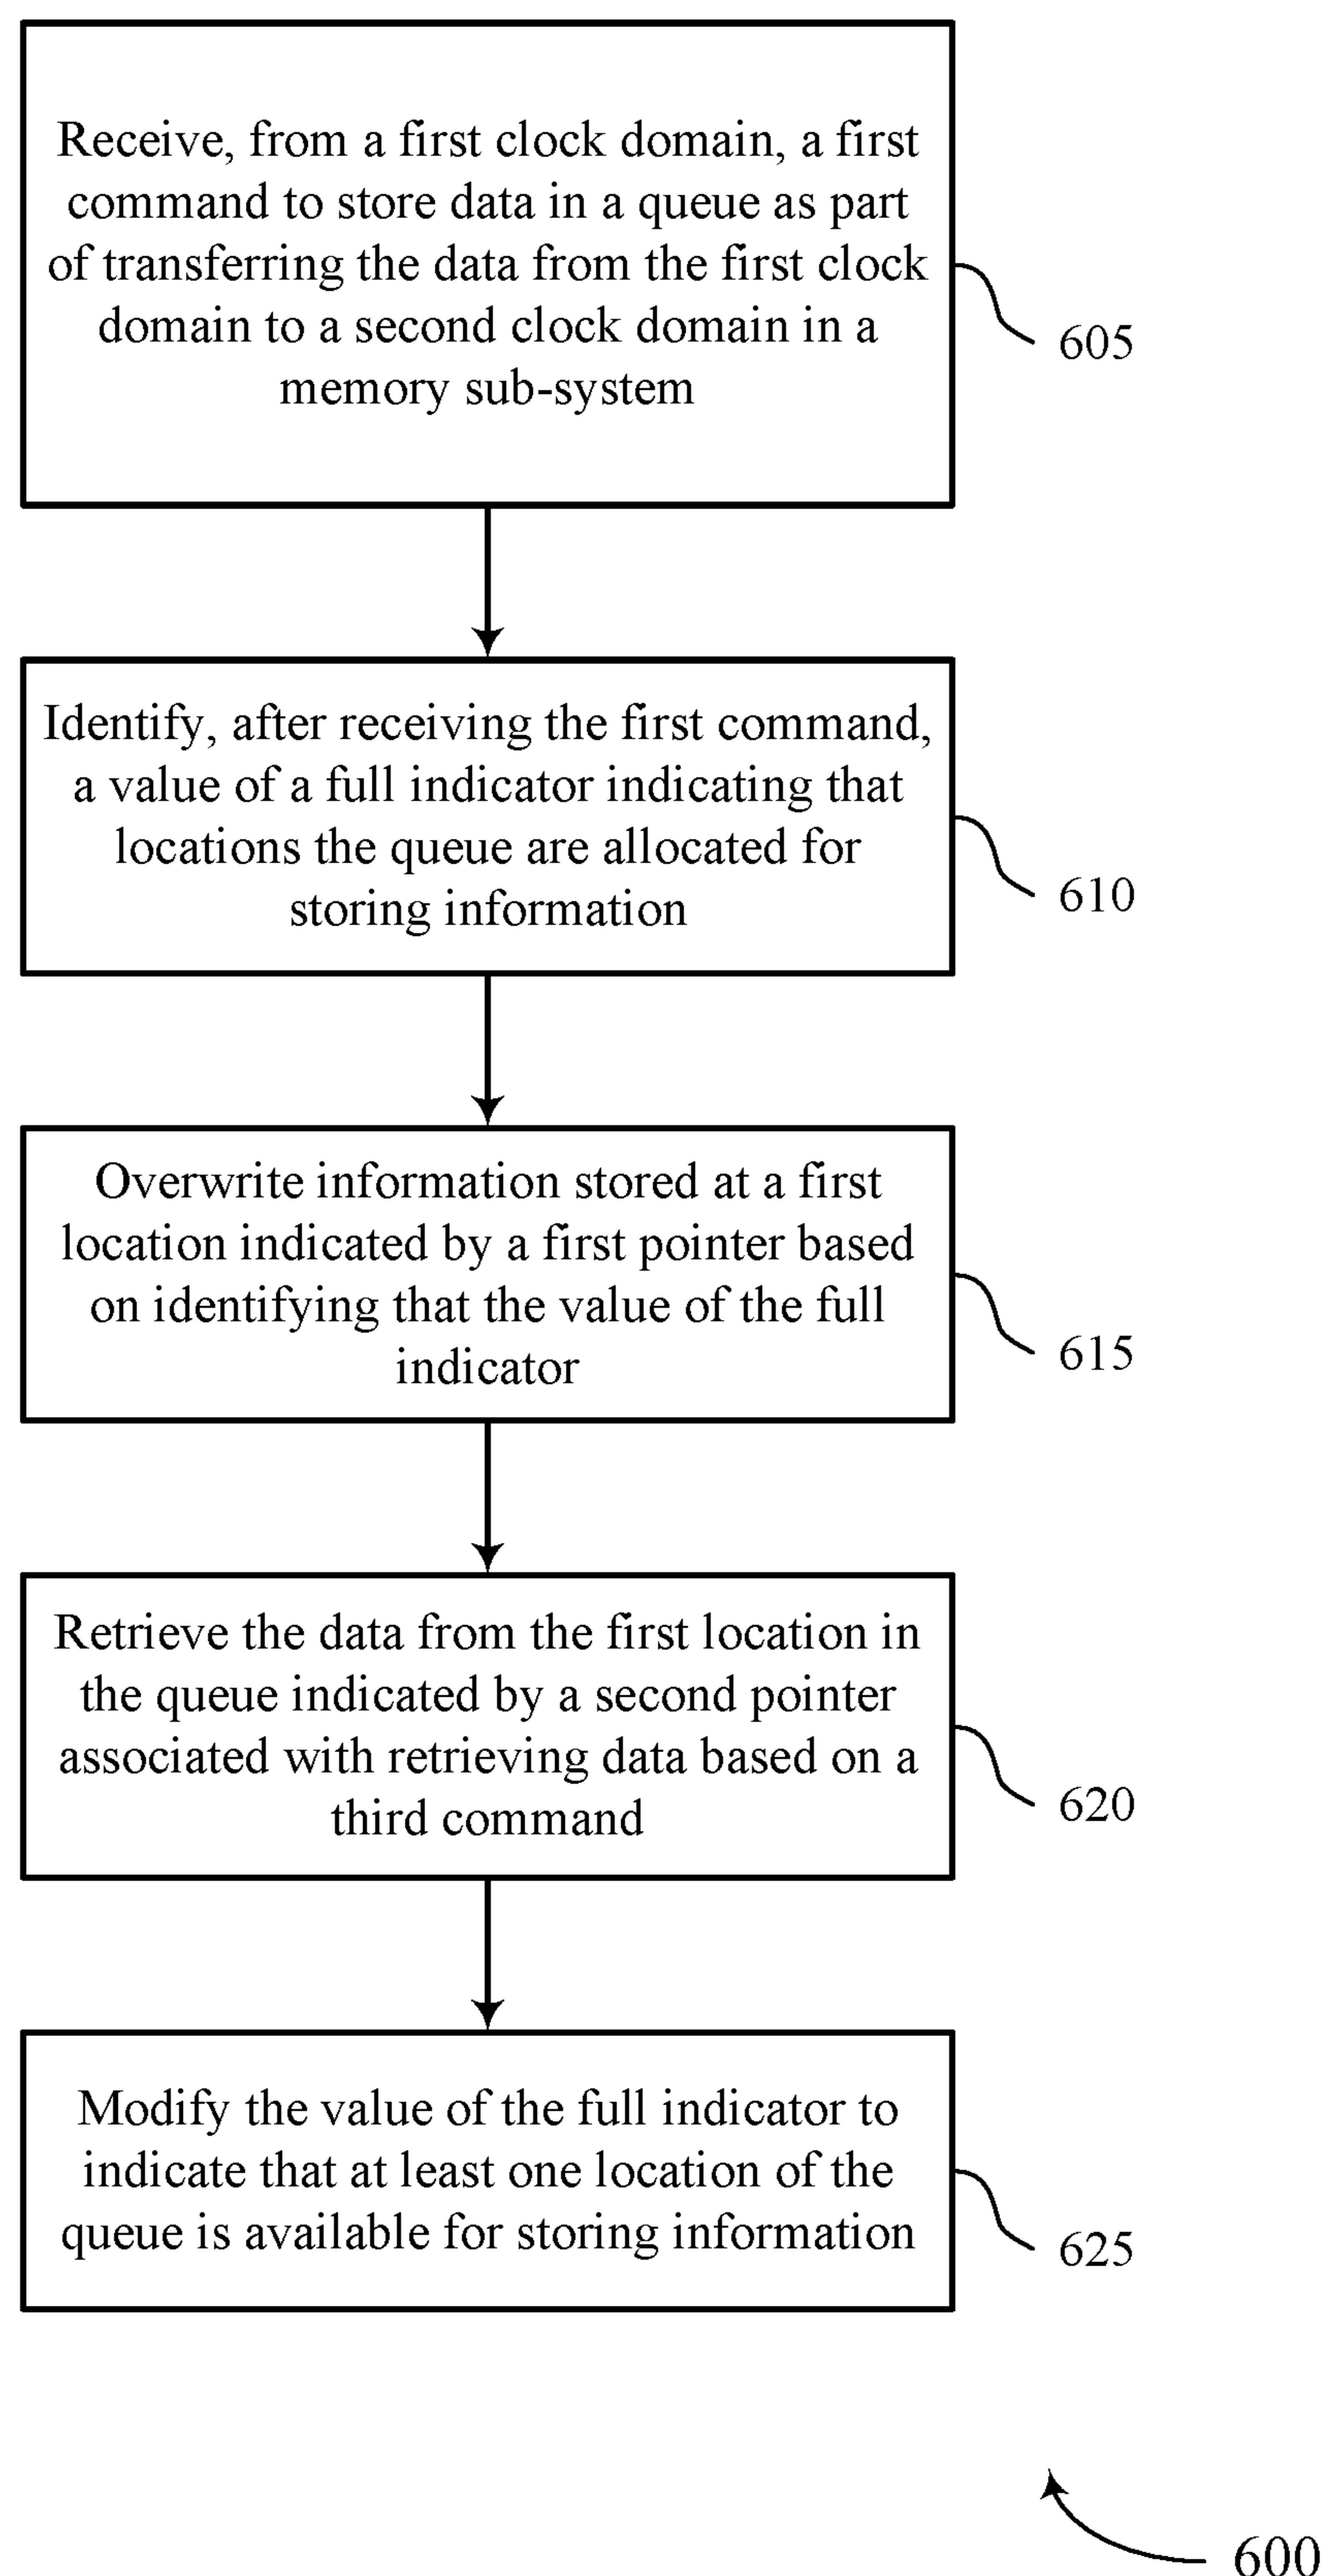 Receive, from a first clock domain, a first
command to store data in a queue as part
of transferring the data from the first clock
domain to a second clock domain in a
memory sub-system
605
Identify, after receiving the first command,
a value of a full indicator indicating that
locations the queue are allocated for
storing information
610
Overwrite information stored at a first
location indicated by a first pointer based
on identifying that the value of the full
indicator
615
Retrieve the data from the first location in
the queue indicated by a second pointer
associated with retrieving data based on a
third command
620
Modify the value of the full indicator to
indicate that at least one location of the
queue is available for storing information
625
600